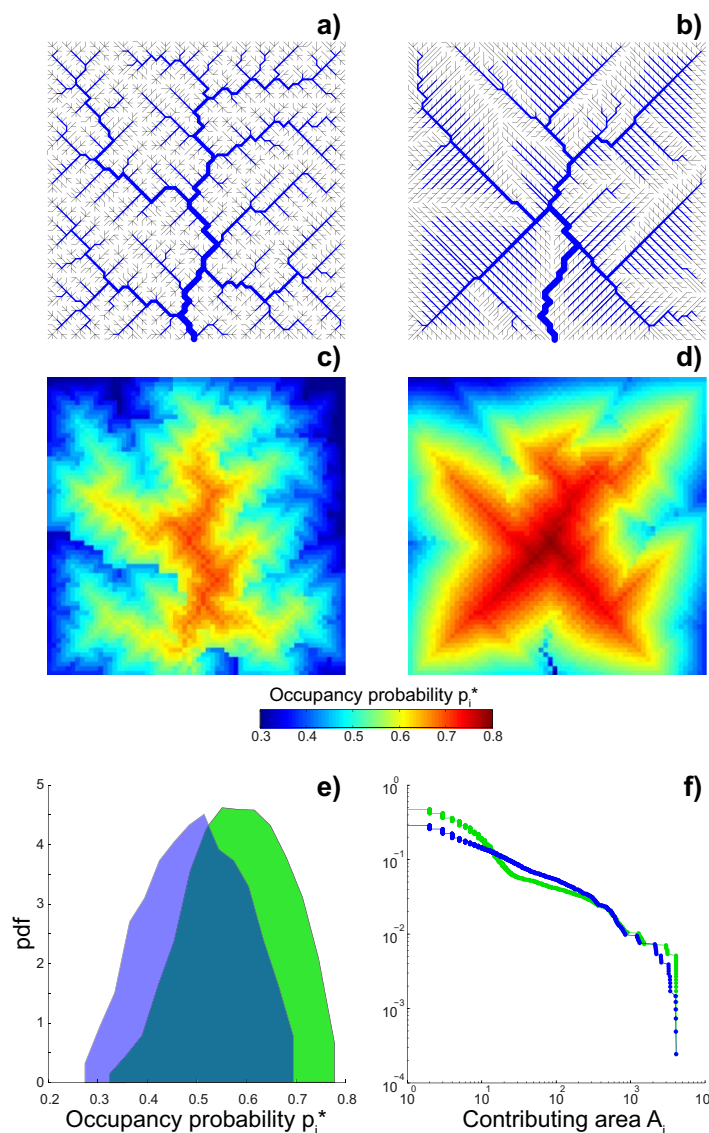 a)
b)
c)
d)
Occupancy probability p_i*
0.3 0.4 0.5 0.6 0.7 0.8
e)
f)
5
4
3
2
1
0
pdf
0.2 0.3 0.4 0.5 0.6 0.7 0.8
Occupancy probability p_i*
10^0
10^-1
10^-2
10^-3
10^-4
10^0 10^1 10^2 10^3 10
Contributing area A_i